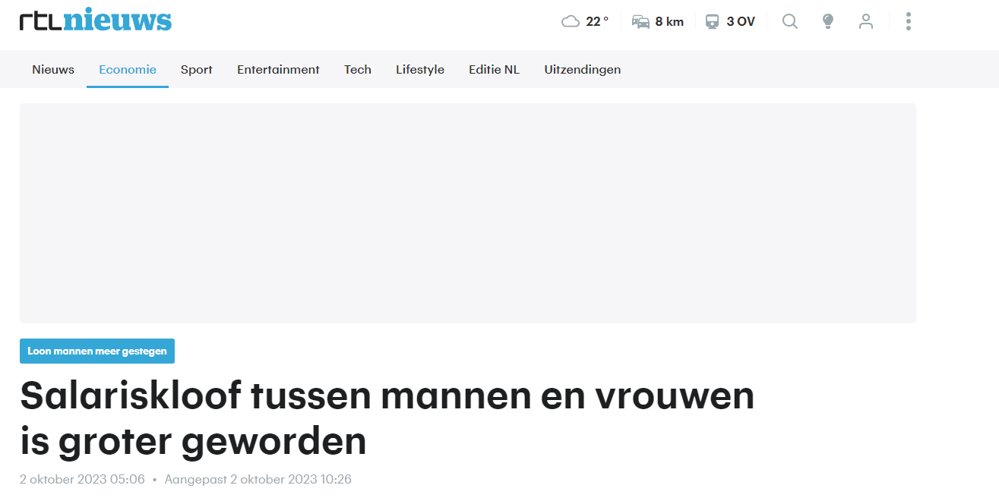 rtlnieuws
22 °
8 km
3 OV
Nieuws Economie Sport Entertainment Tech Lifestyle Editie NL Uitzendingen
Loon mannen meer gestegen
Salariskloof tussen mannen en vrouwen
is groter geworden
2 oktober 2023 05:06 • Aangepast 2 oktober 2023 10:26